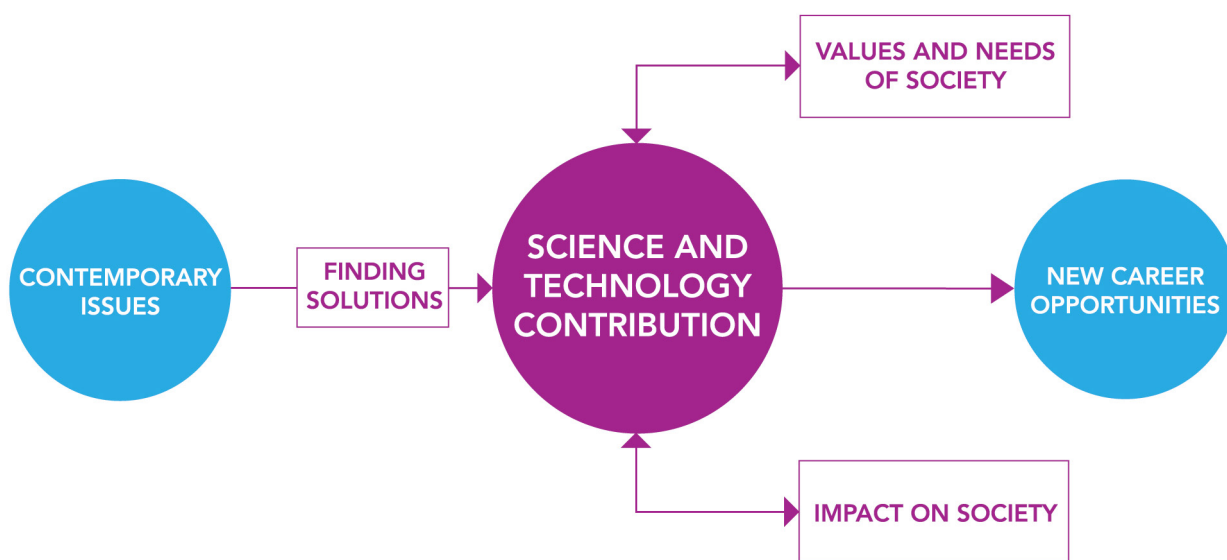 VALUES AND NEEDS
OF SOCIETY
CONTEMPORARY
ISSUES
FINDING
SOLUTIONS
SCIENCE AND
TECHNOLOGY
CONTRIBUTION
NEW CAREER
OPPORTUNITIES
IMPACT ON SOCIETY